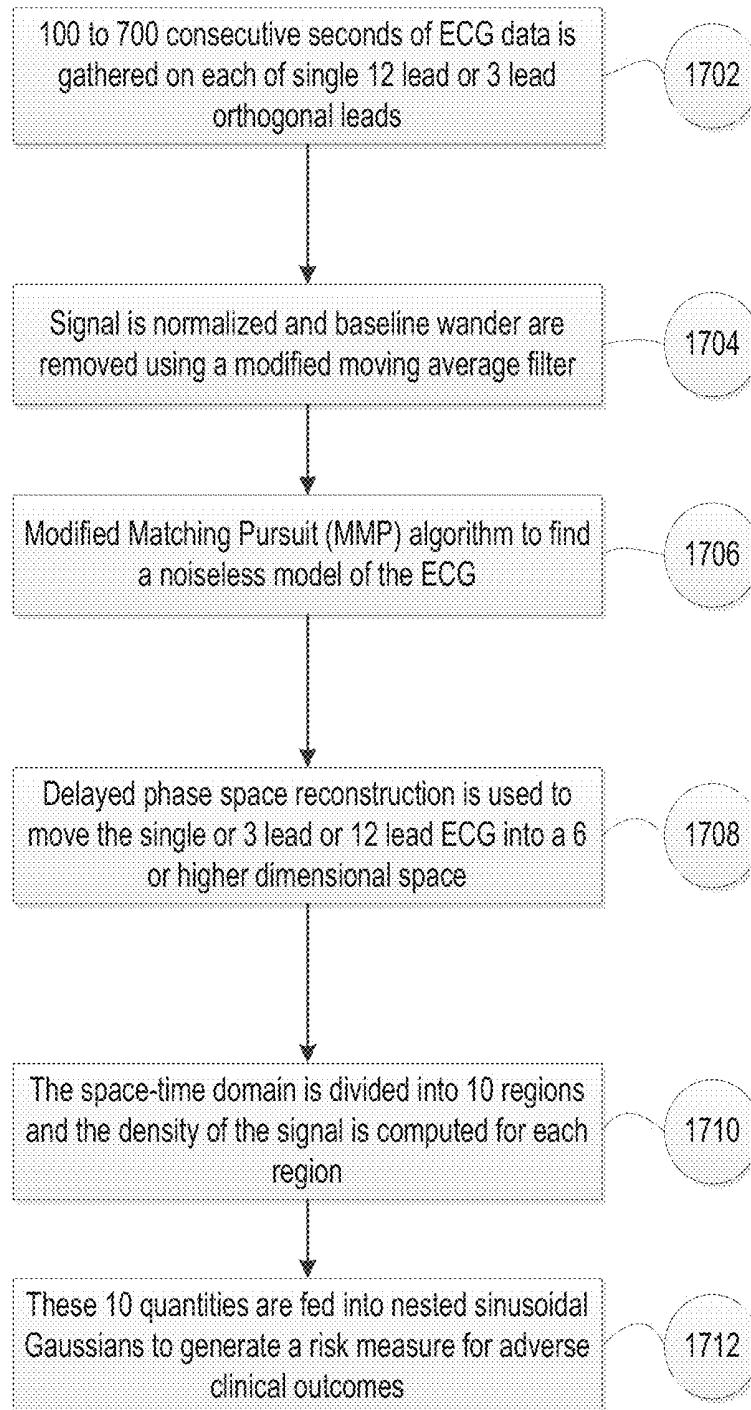 100 to 700 consecutive seconds of ECG data is
gathered on each of single 12 lead or 3 lead
orthogonal leads
1702
Signal is normalized and baseline wander are
removed using a modified moving average filter
1704
Modified Matching Pursuit (MMP) algorithm to find
a noiseless model of the ECG
1706
Delayed phase space reconstruction is used to
move the single or 3 lead or 12 lead ECG into a 6
or higher dimensional space
1708
The space-time domain is divided into 10 regions
and the density of the signal is computed for each
region
1710
These 10 quantities are fed into nested sinusoidal
Gaussians to generate a risk measure for adverse
clinical outcomes
1712